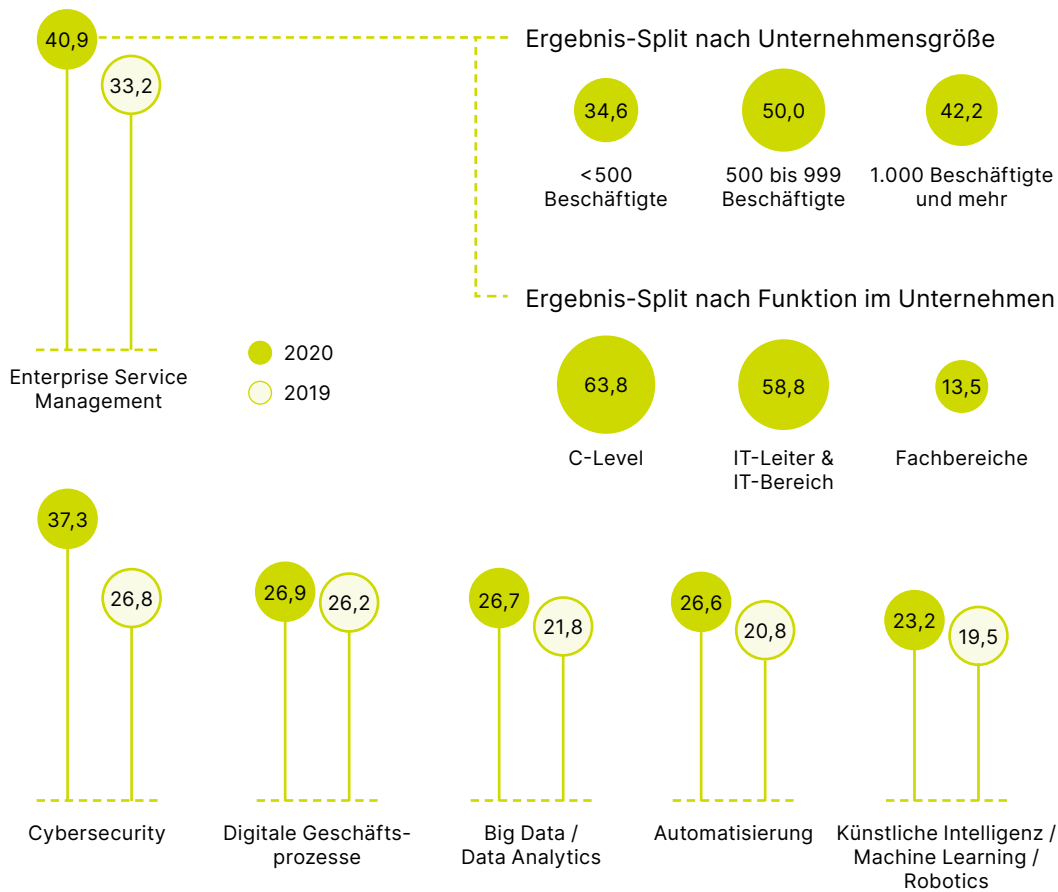 40,9
33,2
Enterprise Service
Management
2020
2019
Ergebnis-Split nach Unternehmensgröße
34,6
50,0
42,2
<500
Beschäftigte
500 bis 999
Beschäftigte
1.000 Beschäftigte
und mehr
Ergebnis-Split nach Funktion im Unternehmen
63,8
58,8
13,5
C-Level
IT-Leiter &
IT-Bereich
Fachbereiche
37,3
26,8
Cybersecurity
26,9
26,2
Digitale Geschäfts-
prozesse
26,7
21,8
Big Data /
Data Analytics
26,6
20,8
Automatisierung
23,2
19,5
Künstliche Intelligenz /
Machine Learning /
Robotics